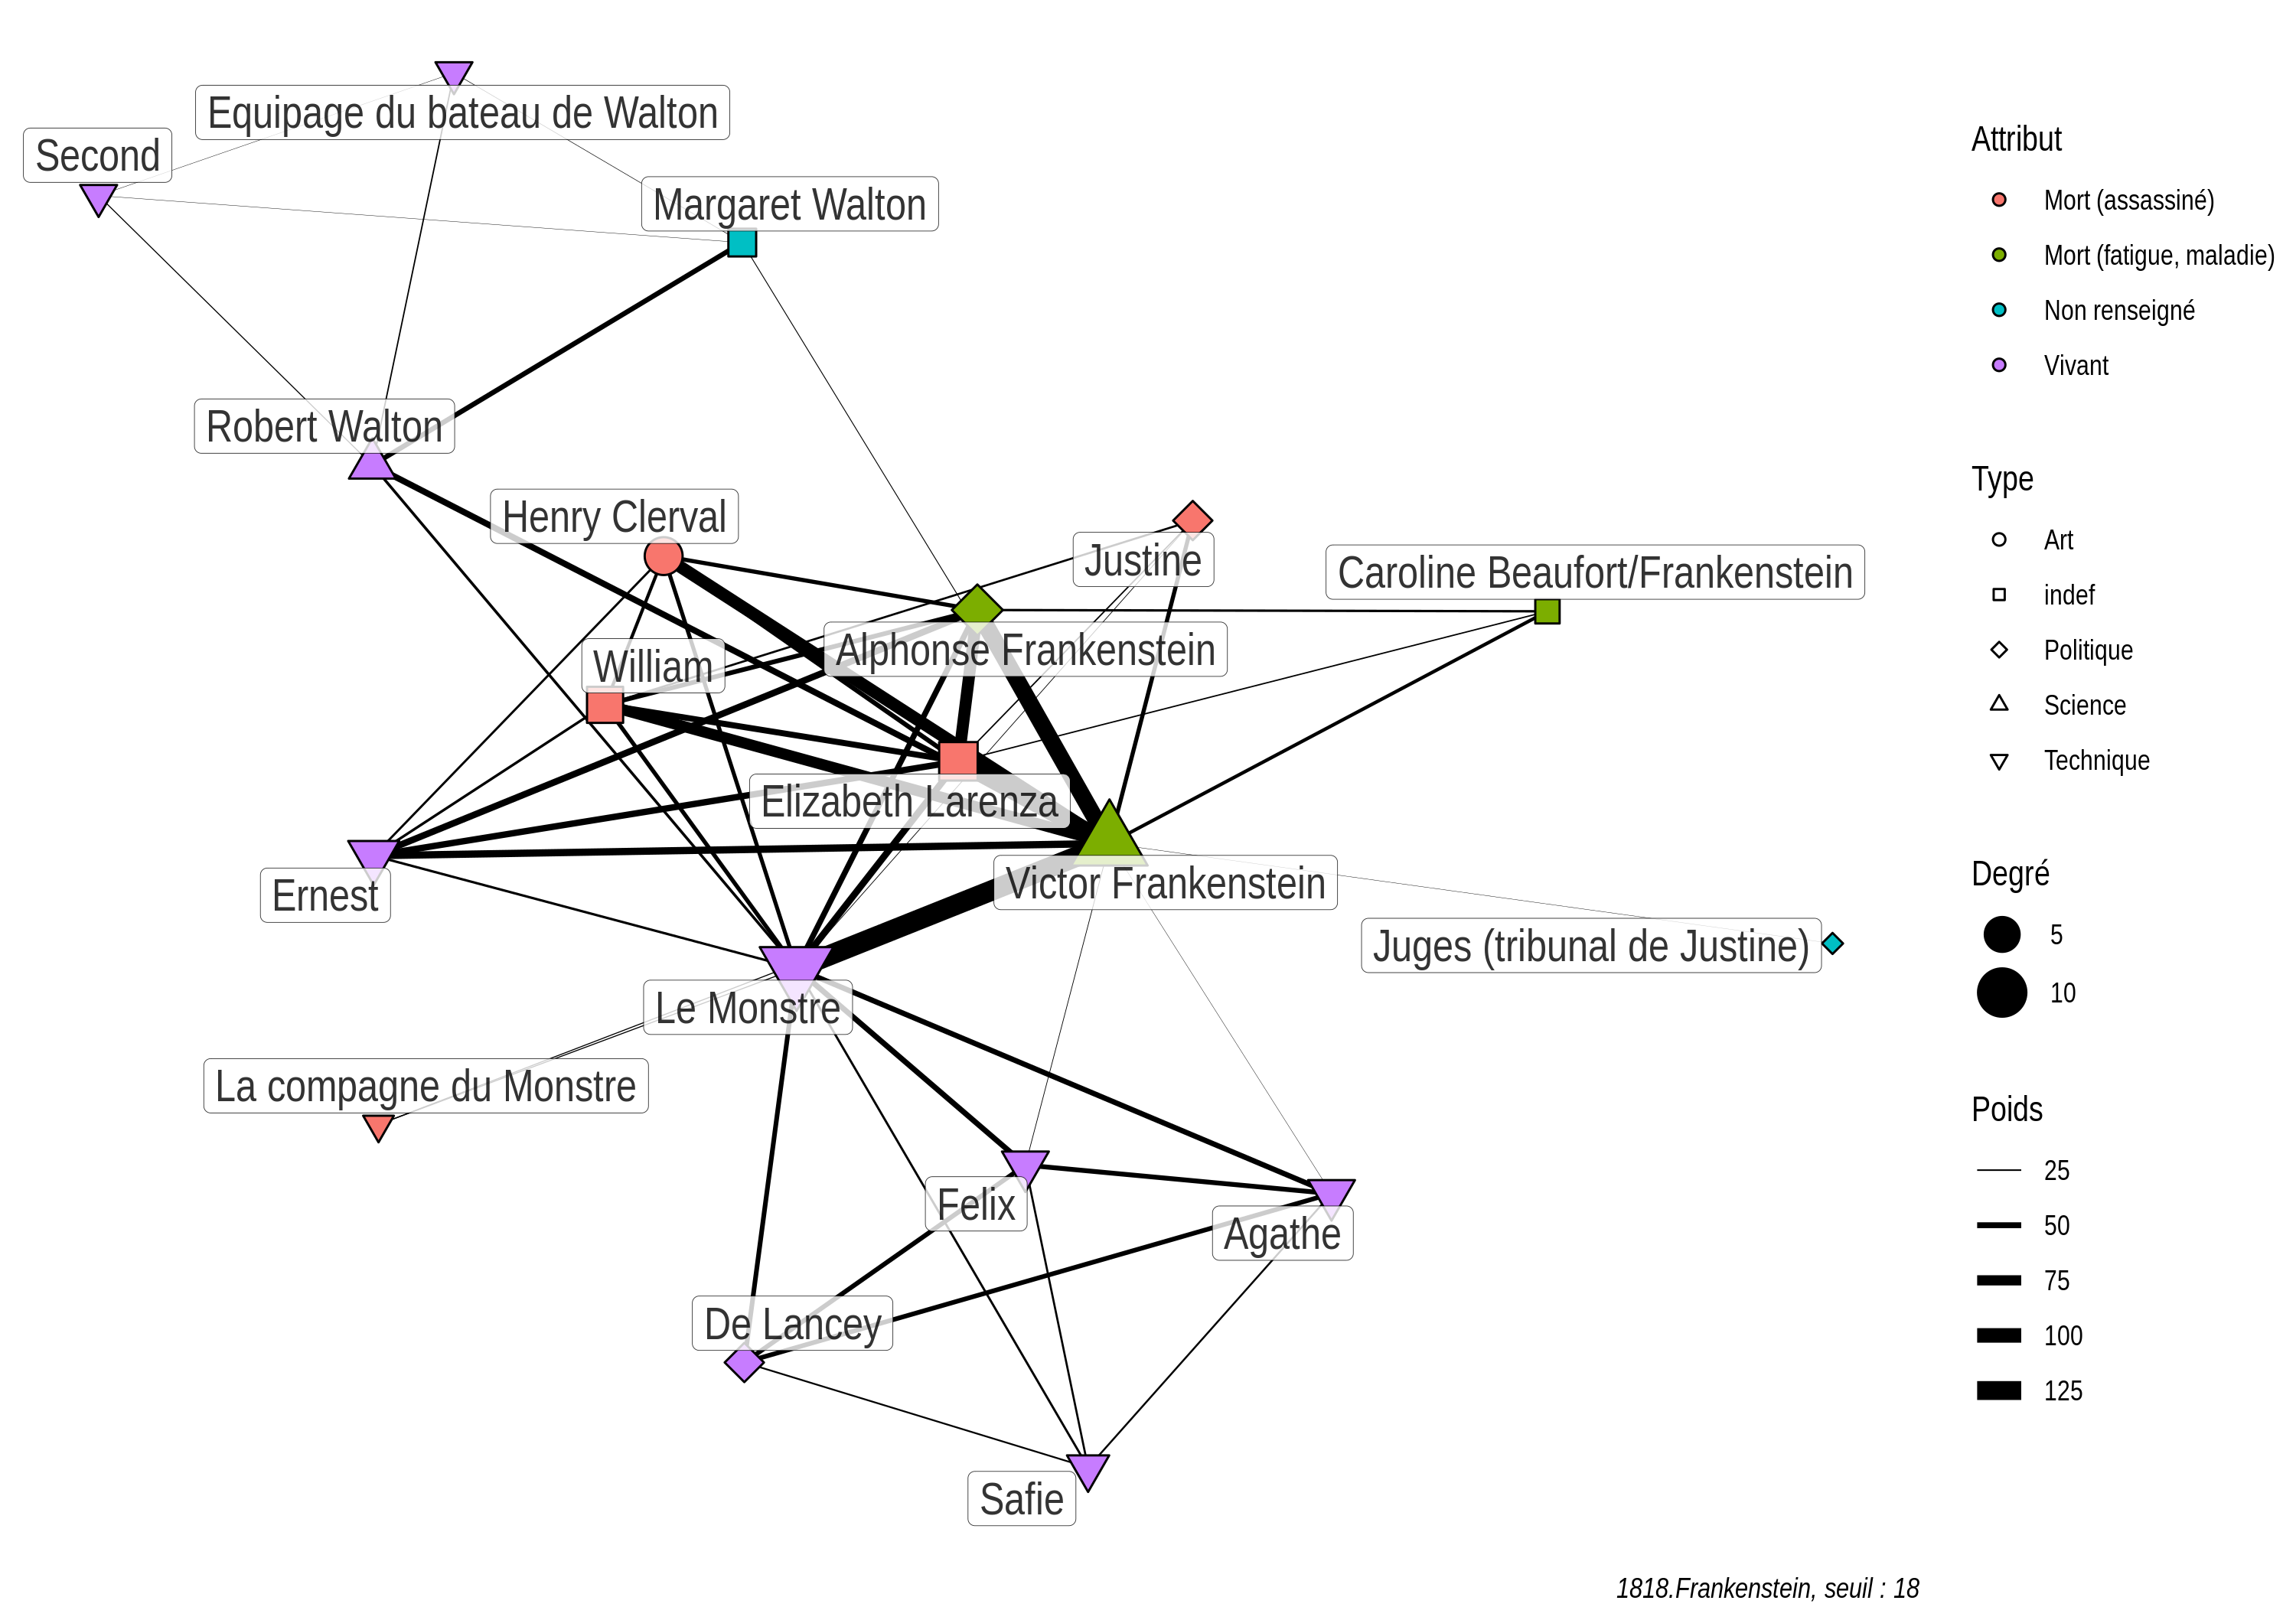 Equipage du bateau de Walton
Second
Margaret Walton
Robert Walton
Henry Clerval
Justine
Caroline Beaufort/Frankenstein
Alphonse Frankenstein
William
Elizabeth Larenza
Victor Frankenstein
Ernest
Juges (tribunal de Justine)
Le Monstre
La compagne du Monstre
Felix
Agathe
De Lancey
Safie
Attribut
Mort (assassiné)
Mort (fatigue, maladie)
Non renseigné
Vivant
Type
Art
indef
Politique
Science
Technique
Degré
5
10
Poids
25
50
75
100
125
1818.Frankenstein, seuil : 18